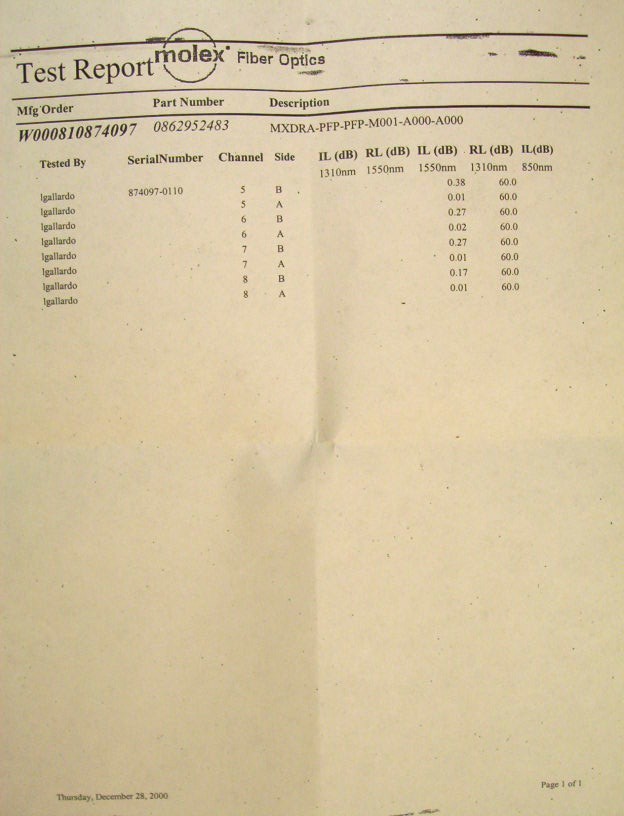 Test Report molex Fiber Optics
Mfg Order Part Number Description
W000810874097 0862952483 MXDRA-PFP-PFP-M001-A000-A000
Tested By SerialNumber Channel Side IL (dB) RL (dB) IL (dB) RL (dB) IL(dB)
1310nm 1550nm 1550nm 1310nm 850nm
lgallardo 874097-0110 5 B 0.38 60.0
lgallardo 5 A 0.01 60.0
lgallardo 6 B 0.27 60.0
lgallardo 6 A 0.02 60.0
lgallardo 7 B 0.27 60.0
lgallardo 7 A 0.01 60.0
lgallardo 8 B 0.17 60.0
lgallardo 8 A 0.01 60.0
Thursday, December 28, 2000 Page 1 of 1